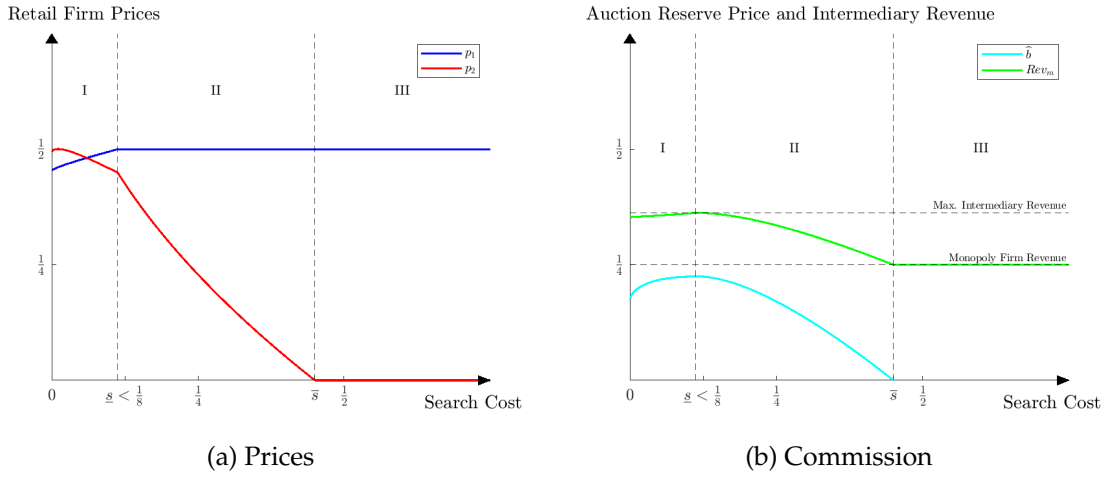 Retail Firm Prices
p₁
p₂
I
II
III
1/2
1/4
0
s̲ < 1/8
1/4
s̅
1/2
Search Cost
(a) Prices
Auction Reserve Price and Intermediary Revenue
b̂
Revₘ
I
II
III
1/2
Max. Intermediary Revenue
1/4
Monopoly Firm Revenue
0
s̲ < 1/8
1/4
s̅
1/2
Search Cost
(b) Commission